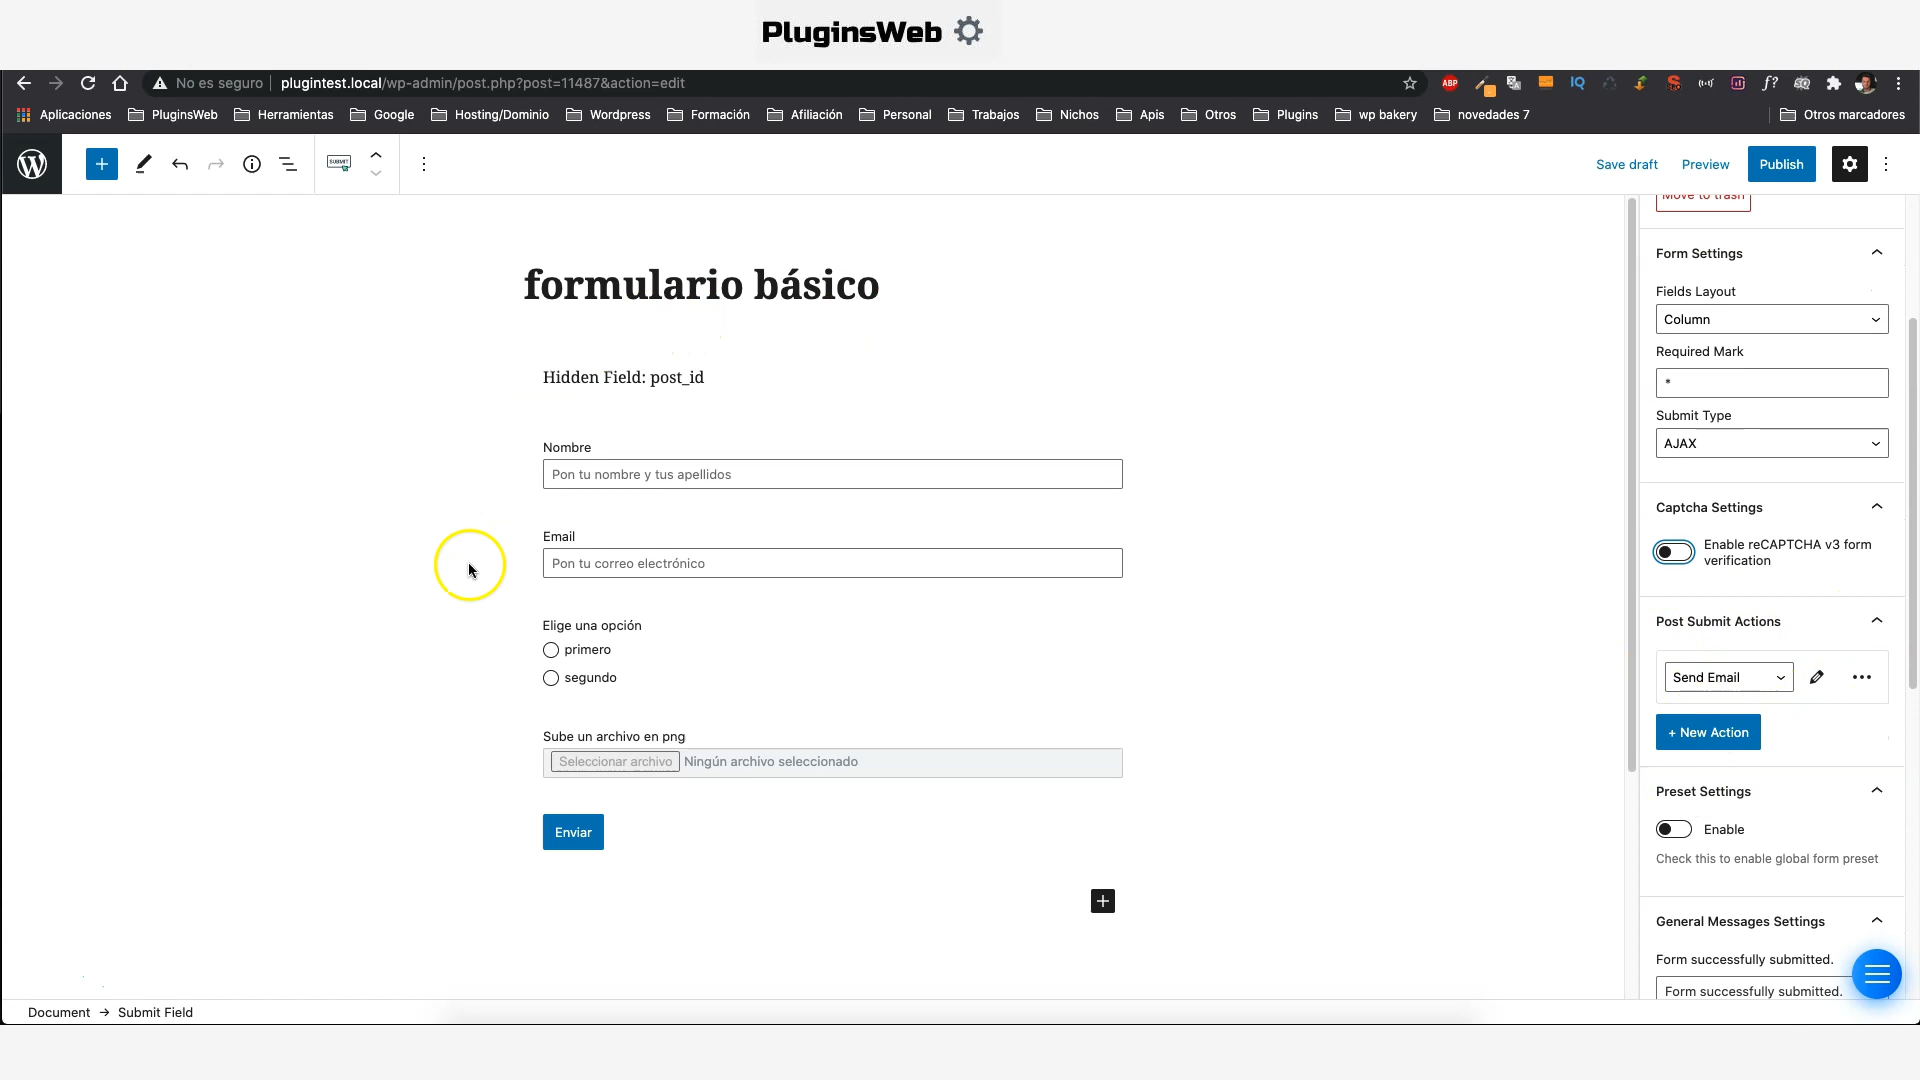 PluginsWeb
No es seguro | plugintest.local/wp-admin/post.php?post=11487&action=edit
Aplicaciones PluginsWeb Herramientas Google Hosting/Dominio Wordpress Formación Afiliación Personal Trabajos Nichos Apis Otros Plugins wp bakery novedades 7 Otros marcadores
SUBMIT
Save draft Preview Publish
Move to trash
formulario básico
Hidden Field: post_id
Nombre
Pon tu nombre y tus apellidos
Email
Pon tu correo electrónico
Elige una opción
primero
segundo
Sube un archivo en png
Seleccionar archivo Ningún archivo seleccionado
Enviar
Form Settings
Fields Layout
Column
Required Mark
*
Submit Type
AJAX
Captcha Settings
Enable reCAPTCHA v3 form
verification
Post Submit Actions
Send Email
+ New Action
Preset Settings
Enable
Check this to enable global form preset
General Messages Settings
Form successfully submitted.
Form successfully submitted.
Document → Submit Field